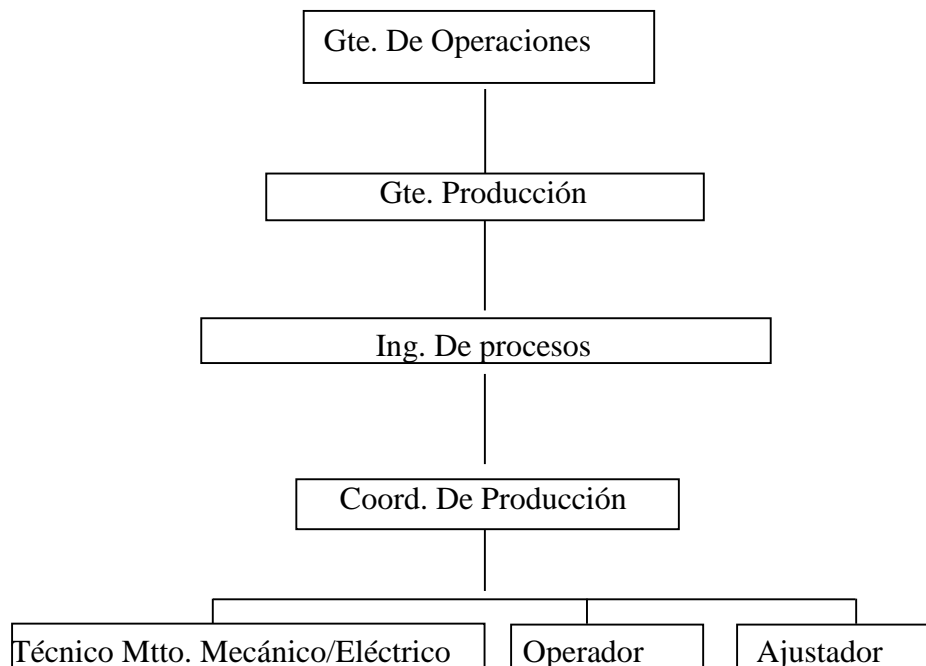 Gte. De Operaciones
Gte. Producción
Ing. De procesos
Coord. De Producción
Técnico Mtto. Mecánico/Eléctrico
Operador
Ajustador